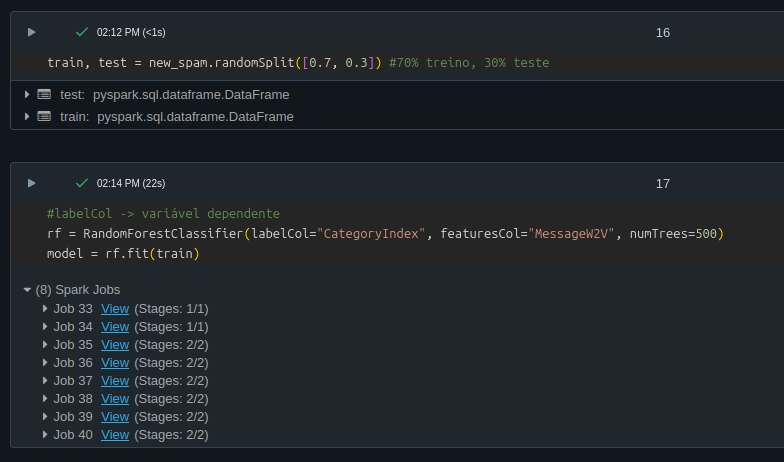 02:12 PM (<1s)
16
train, test = new_spam.randomSplit([0.7, 0.3]) #70% treino, 30% teste
test: pyspark.sql.dataframe.DataFrame
train: pyspark.sql.dataframe.DataFrame
02:14 PM (22s)
17
#labelCol -> variável dependente
rf = RandomForestClassifier(labelCol="CategoryIndex", featuresCol="MessageW2V", numTrees=500)
model = rf.fit(train)
(8) Spark Jobs
Job 33 View (Stages: 1/1)
Job 34 View (Stages: 1/1)
Job 35 View (Stages: 2/2)
Job 36 View (Stages: 2/2)
Job 37 View (Stages: 2/2)
Job 38 View (Stages: 2/2)
Job 39 View (Stages: 2/2)
Job 40 View (Stages: 2/2)